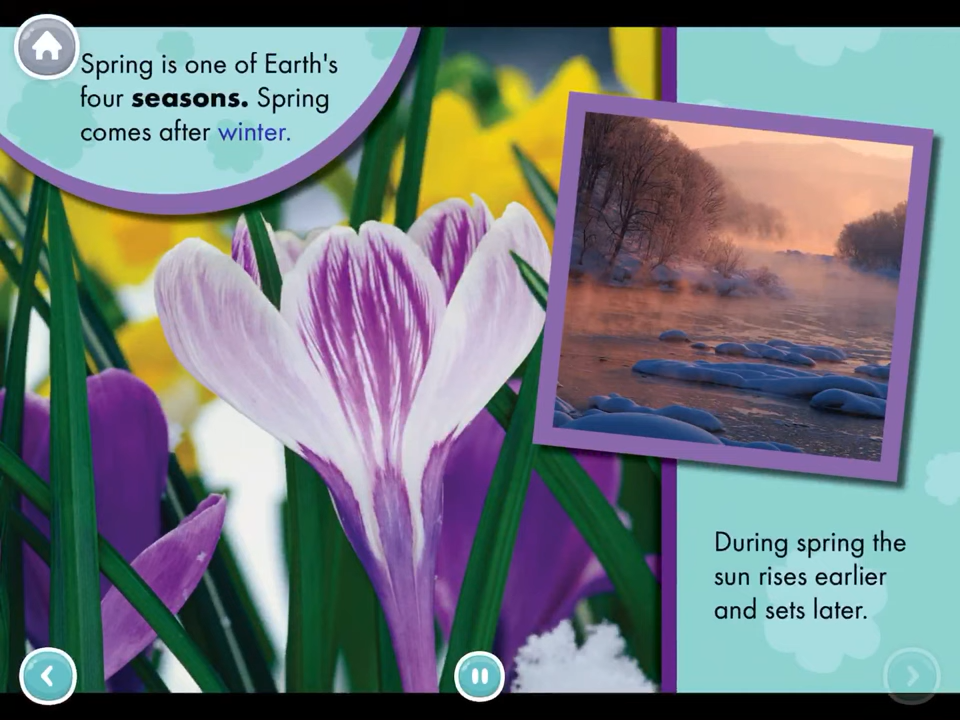 Spring is one of Earth's
four seasons. Spring
comes after winter.
During spring the
sun rises earlier
and sets later.